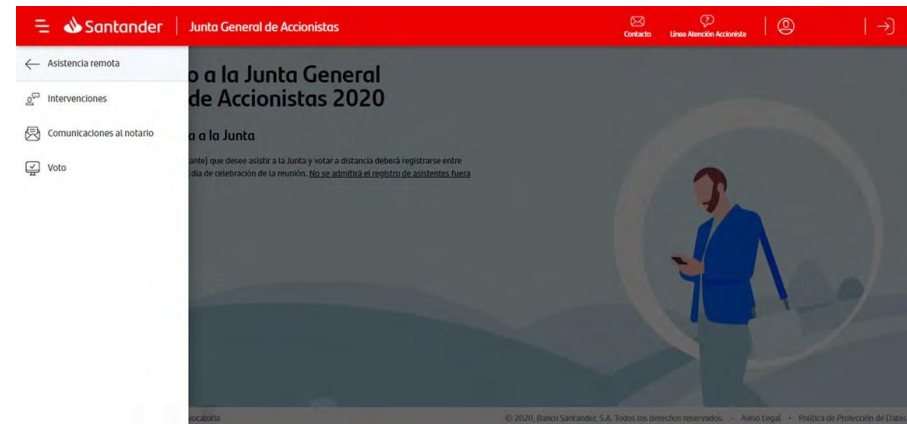 Santander
Junta General de Accionistas
Contacto
Línea Atención Accionista
Asistencia remota
Intervenciones
Comunicaciones al notario
Voto
o a la Junta General
de Accionistas 2020
a a la Junta
ante) que desee asistir a la Junta y votar a distancia deberá registrarse entre
día de celebración de la reunión. No se admitirá el registro de asistentes fuera
vocatoria
© 2020, Banco Santander, S.A. Todos los derechos reservados. - Aviso Legal - Política de Protección de Datos